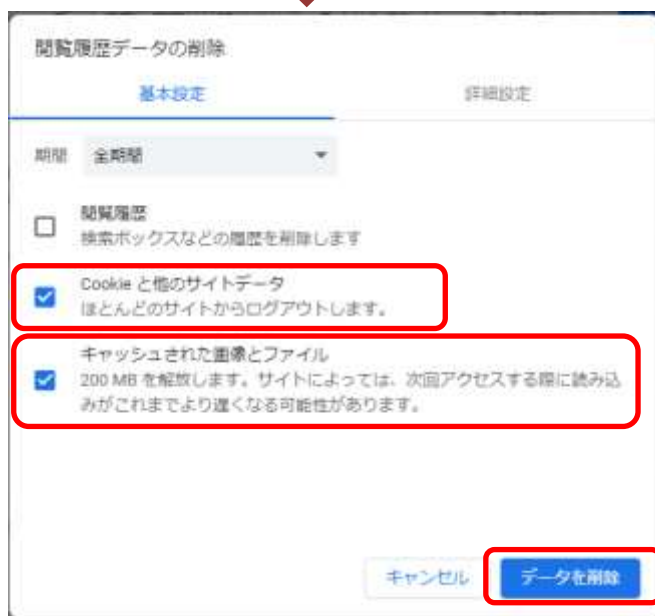 閲覧履歴データの削除
基本設定
詳細設定
期間
全期間
閲覧履歴
検索ボックスなどの履歴を削除します
Cookie と他のサイトデータ
ほとんどのサイトからログアウトします。
キャッシュされた画像とファイル
200 MB を解放します。サイトによっては、次回アクセスする際に読み込
みがこれまでより遅くなる可能性があります。
キャンセル
データを削除